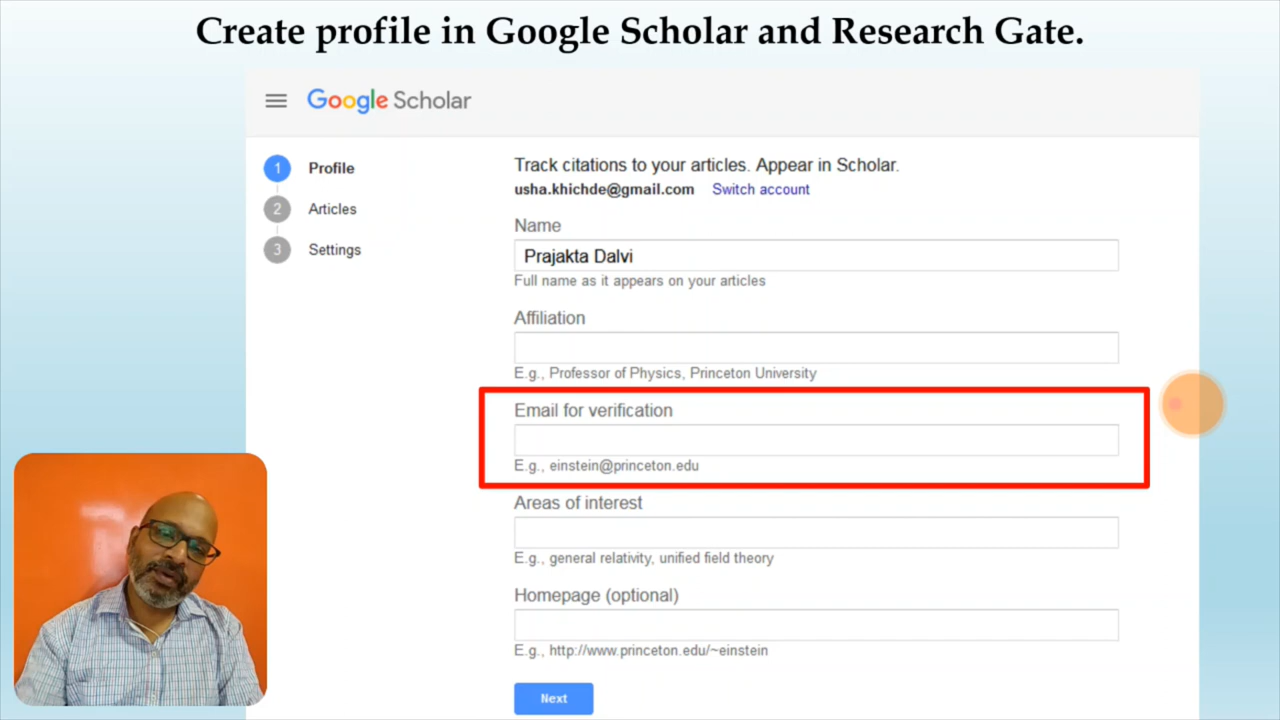 Create profile in Google Scholar and Research Gate.
Google Scholar
1 Profile
2 Articles
3 Settings
Track citations to your articles. Appear in Scholar.
usha.khichde@gmail.com Switch account
Name
Prajakta Dalvi
Full name as it appears on your articles
Affiliation
E.g., Professor of Physics, Princeton University
Email for verification
E.g., einstein@princeton.edu
Areas of interest
E.g., general relativity, unified field theory
Homepage (optional)
E.g., http://www.princeton.edu/~einstein
Next